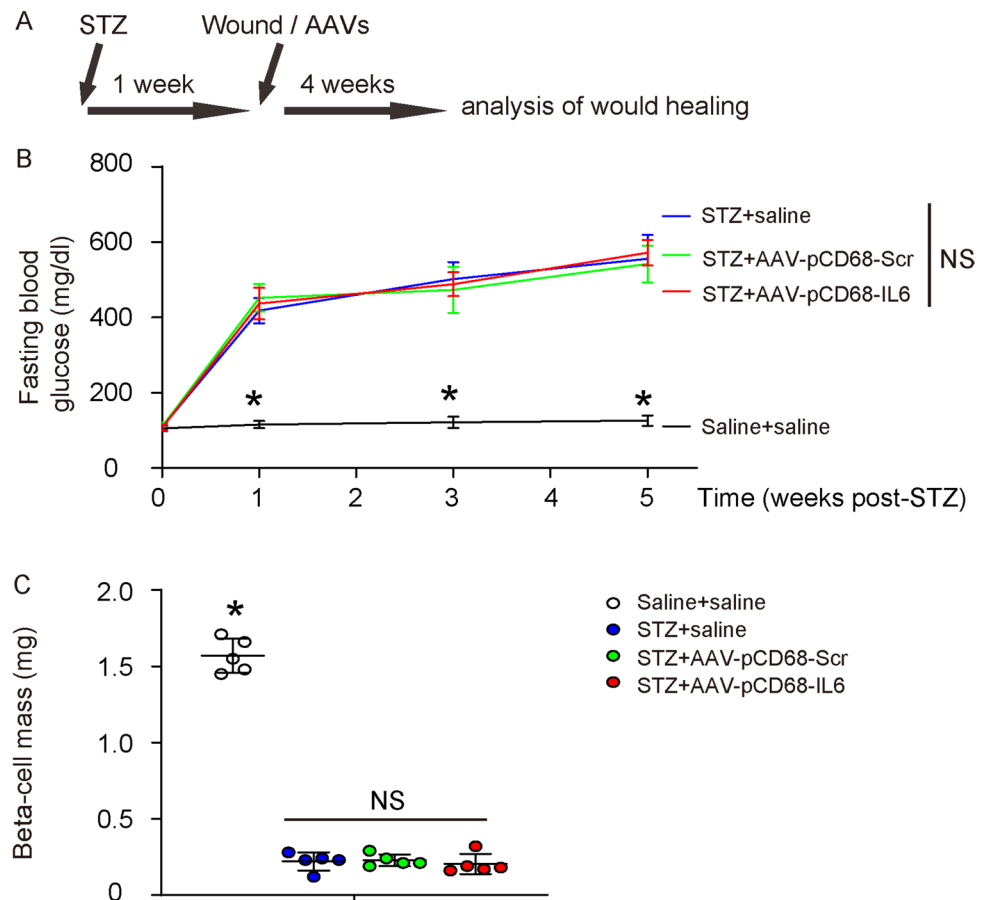 A
STZ
Wound / AAVs
1 week
4 weeks
analysis of would healing
B
Fasting blood
glucose (mg/dl)
800
600
400
200
0
* * *
STZ+saline
STZ+AAV-pCD68-Scr
STZ+AAV-pCD68-IL6
NS
Saline+saline
0 1 2 3 4 5 Time (weeks post-STZ)
C
Beta-cell mass (mg)
2.0
1.5
1.0
0.5
0
*
NS
Saline+saline
STZ+saline
STZ+AAV-pCD68-Scr
STZ+AAV-pCD68-IL6